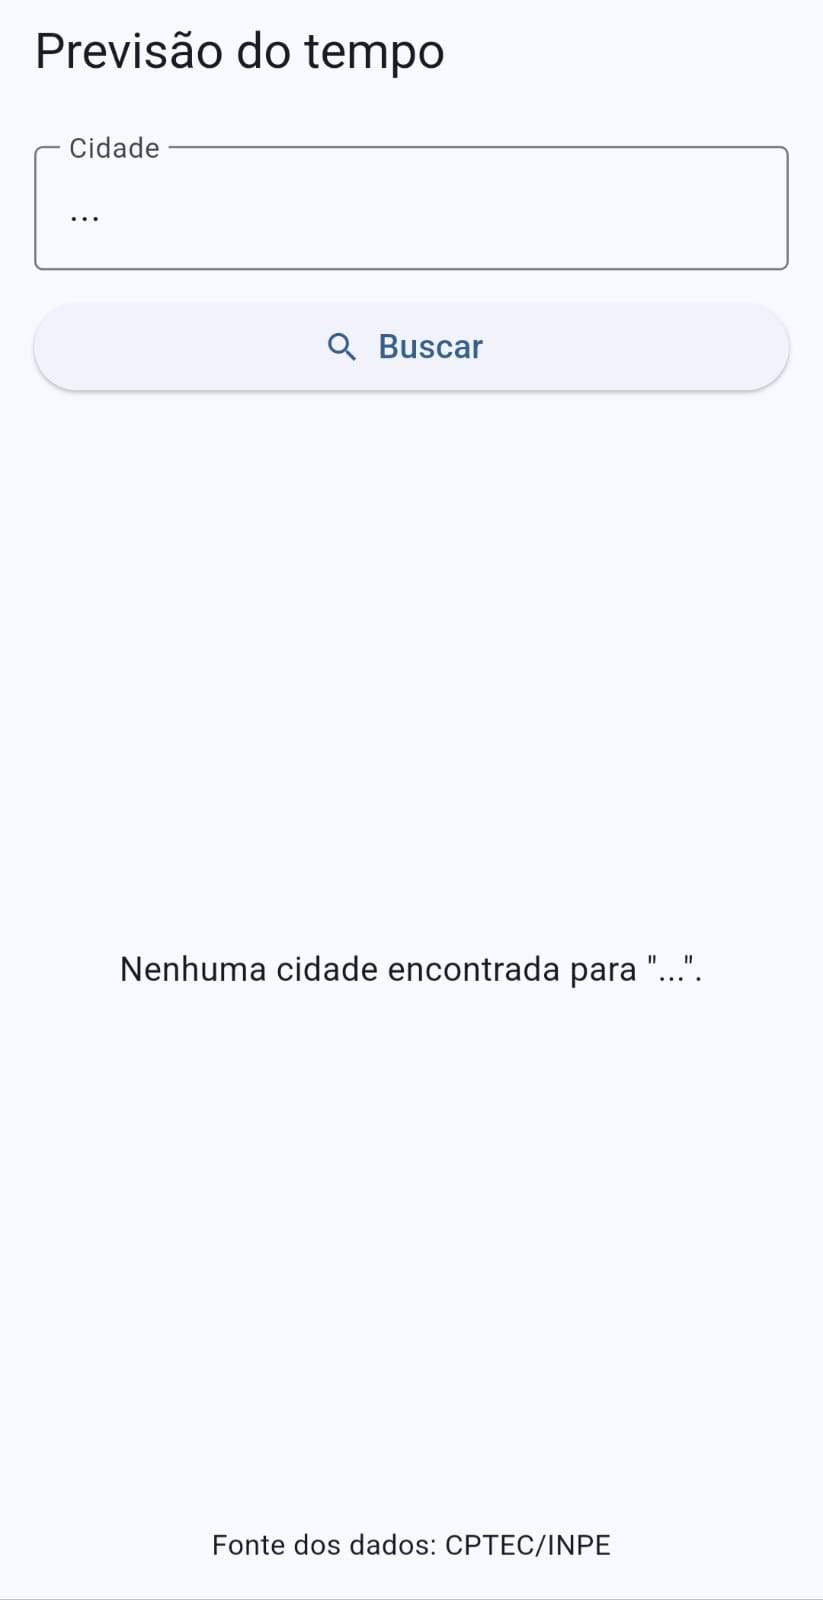 Previsão do tempo
Cidade
...
Buscar
Nenhuma cidade encontrada para "...".
Fonte dos dados: CPTEC/INPE